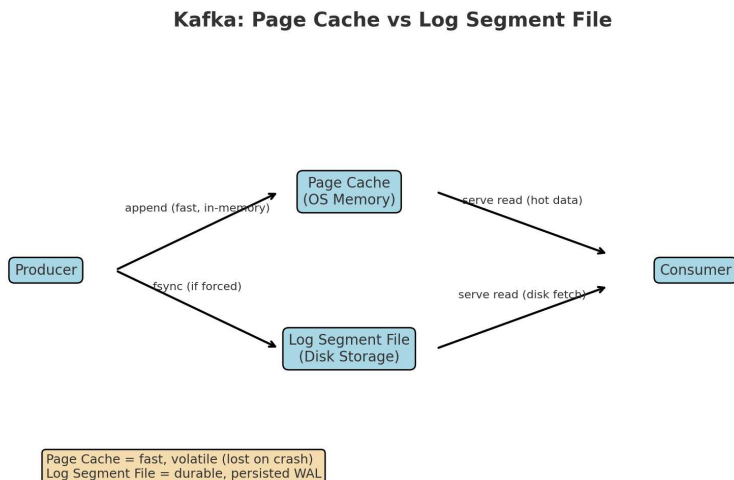 Kafka: Page Cache vs Log Segment File
Page Cache
(OS Memory)
append (fast, in-memory)
serve read (hot data)
Producer
Consumer
fsync (if forced)
serve read (disk fetch)
Log Segment File
(Disk Storage)
Page Cache = fast, volatile (lost on crash)
Log Segment File = durable, persisted WAL